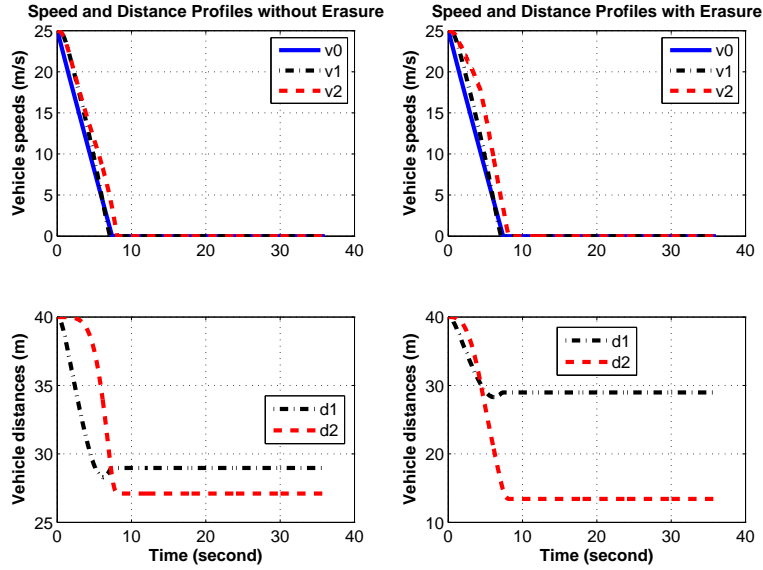 Speed and Distance Profiles without Erasure
25
20
15
10
5
0
0 10 20 30 40
Vehicle speeds (m/s)
v0
v1
v2
Speed and Distance Profiles with Erasure
25
20
15
10
5
0
0 10 20 30 40
Vehicle speeds (m/s)
v0
v1
v2
40
35
30
25
0 10 20 30 40
Vehicle distances (m)
Time (second)
d1
d2
40
30
20
10
0 10 20 30 40
Vehicle distances (m)
Time (second)
d1
d2